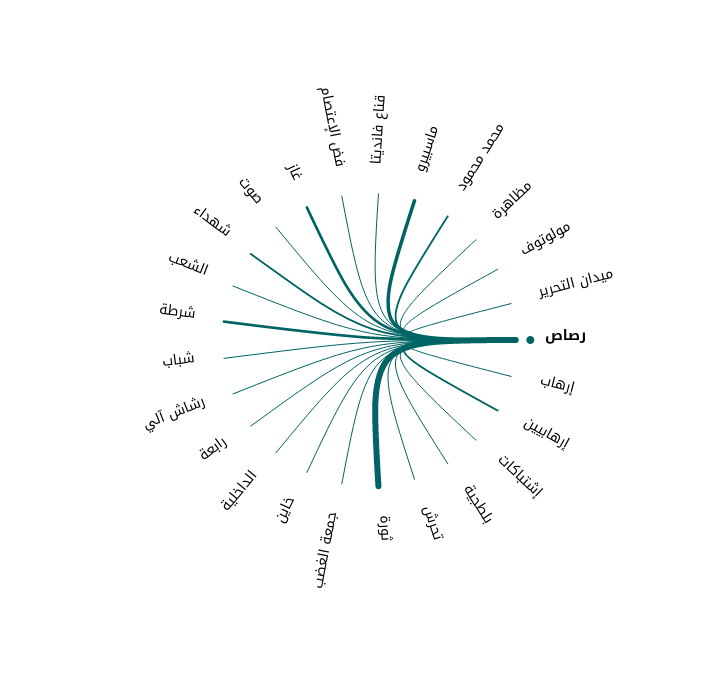 رصاص
ميدان التحرير
مولوتوف
مظاهرة
محمد محمود
ماسبيرو
قناع فانديتا
فض الإعتصام
غاز
صوت
شهداء
الشعب
شرطة
شباب
رشاش آلي
رابعة
الداخلية
خاين
جمعة الغضب
ثورة
تحرش
بلطجية
إشتباكات
إرهابيين
إرهاب